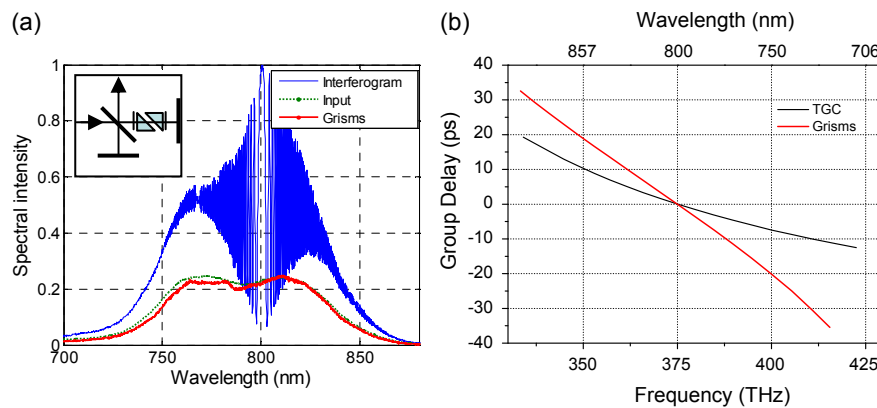 (a)
Spectral intensity
1
0.8
0.6
0.4
0.2
0
700 750 800 850
Wavelength (nm)
Interferogram
Input
Grisms
(b)
Wavelength (nm)
857 800 750 706
Group Delay (ps)
40
30
20
10
0
-10
-20
-30
-40
350 375 400 425
Frequency (THz)
TGC
Grisms